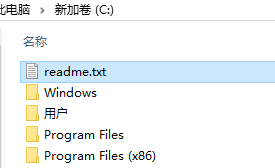 此电脑 > 新加卷 (C:)
名称
readme.txt
Windows
用户
Program Files
Program Files (x86)